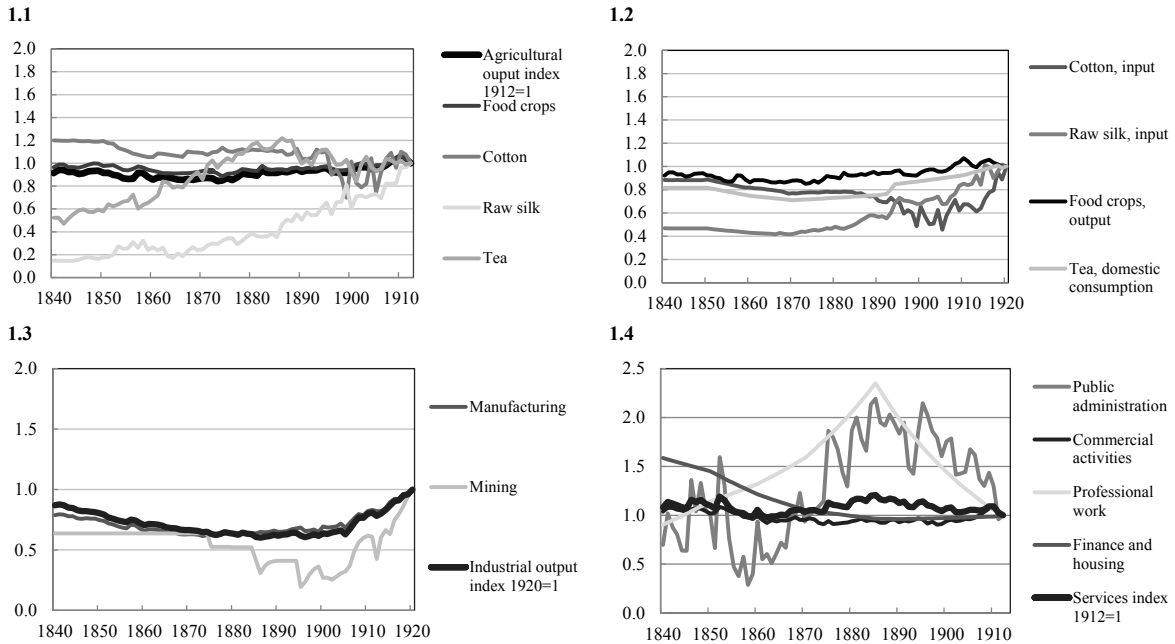 1.1
2.0
1.8
1.6
1.4
1.2
1.0
0.8
0.6
0.4
0.2
0.0
1840 1850 1860 1870 1880 1890 1900 1910
Agricultural
ouput index
1912=1
Food crops
Cotton
Raw silk
Tea
1.2
2.0
1.8
1.6
1.4
1.2
1.0
0.8
0.6
0.4
0.2
0.0
1840 1850 1860 1870 1880 1890 1900 1910 1920
Cotton, input
Raw silk, input
Food crops,
output
Tea, domestic
consumption
1.3
2.0
1.5
1.0
0.5
0.0
1840 1850 1860 1870 1880 1890 1900 1910 1920
Manufacturing
Mining
Industrial output
index 1920=1
1.4
2.5
2.0
1.5
1.0
0.5
0.0
1840 1850 1860 1870 1880 1890 1900 1910
Public
administration
Commercial
activities
Professional
work
Finance and
housing
Services index
1912=1